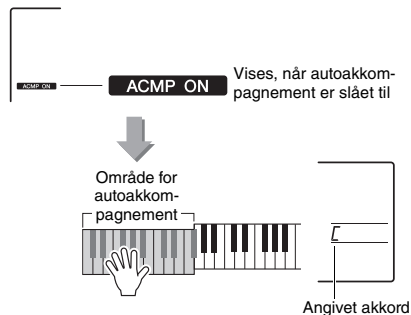 ACMP ON
ACMP ON
Vises, når autoakkom-
pagnement er slået til
Område for
autoakkom-
pagnement
C
Angivet akkord